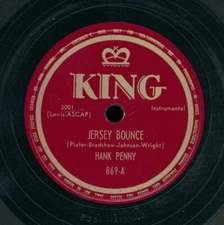 KING
3001
(Lewis-ASCAP)
Instrumental
JERSEY BOUNCE
(Plater-Bradshaw-Johnson-Wright)
HANK PENNY
869-A